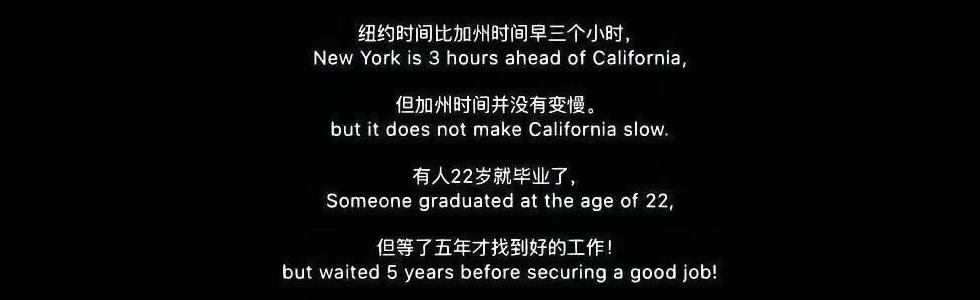 纽约时间比加州时间早三个小时，
New York is 3 hours ahead of California,
但加州时间并没有变慢。
but it does not make California slow.
有人22岁就毕业了，
Someone graduated at the age of 22,
但等了五年才找到好的工作！
but waited 5 years before securing a good job!